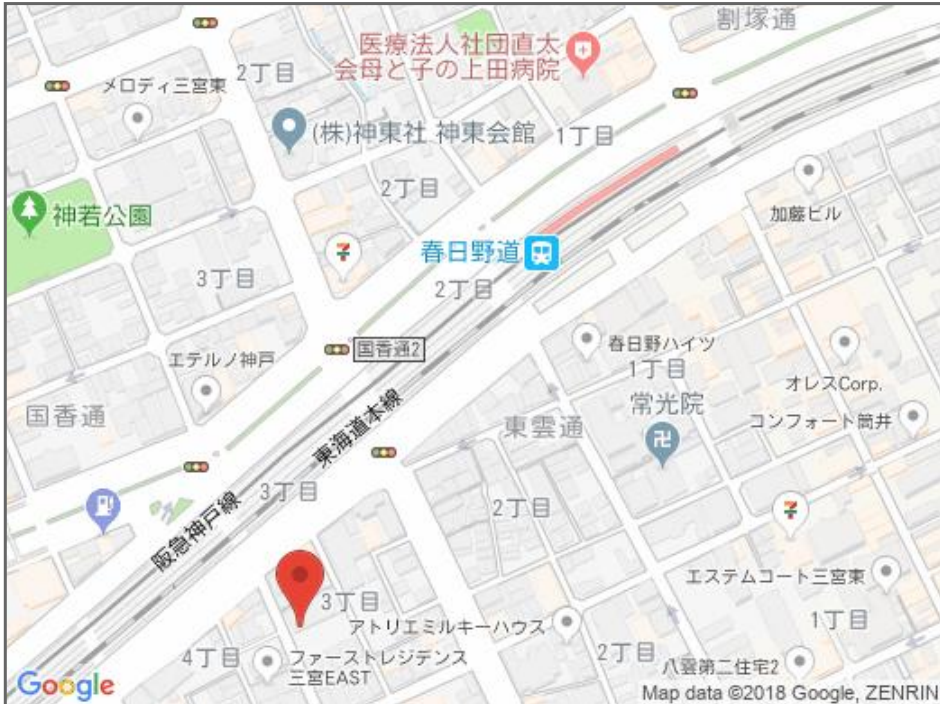 割塚通
医療法人社団直太
会母と子の上田病院
2丁目
メロディ三宮東
(株)神東社 神東会館
1丁目
2丁目
加藤ビル
神若公園
春日野道
3丁目
2丁目
国香通2
春日野ハイツ
エテルノ神戸
1丁目
オレスCorp.
国香通
常光院
コンフォート筒井
東雲通
東海道本線
3丁目
2丁目
阪急神戸線
エステムコート三宮東
3丁目
アトリエミルキーハウス
1丁目
4丁目
ファーストレジデンス
三宮EAST
2丁目
八雲第二住宅2
Google
Map data ©2018 Google, ZENRIN